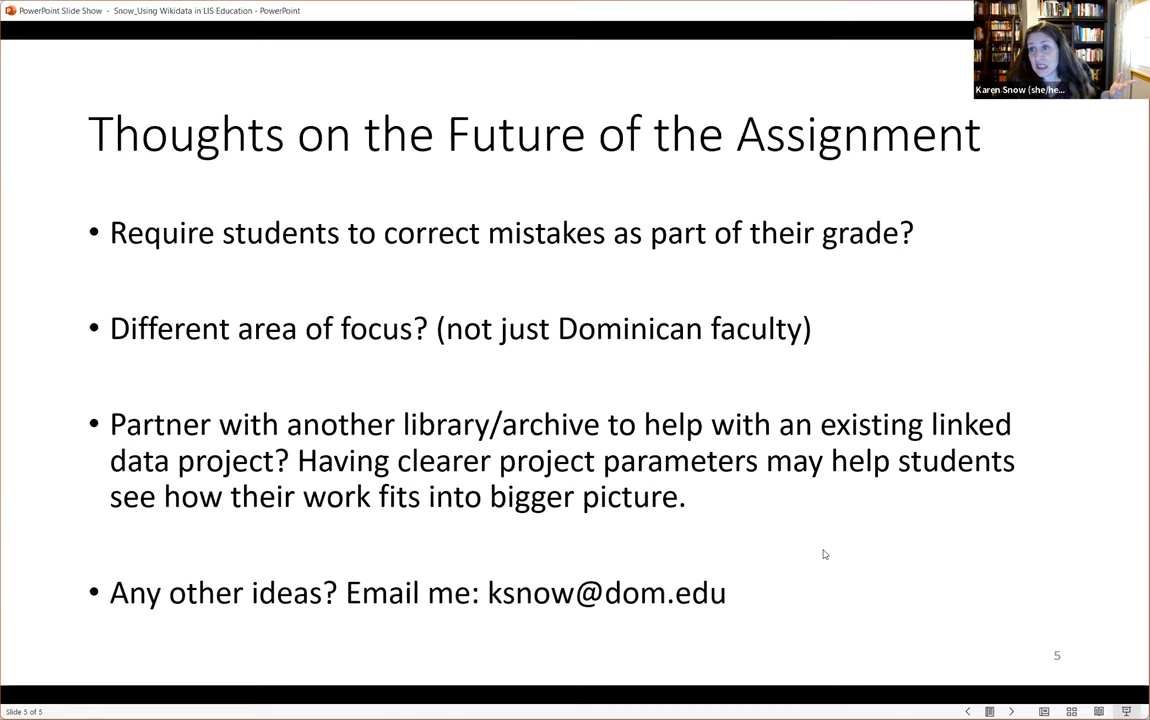 PowerPoint Slide Show - Snow_Using Wikidata in LIS Education - PowerPoint
Karen Snow (she/he...
Thoughts on the Future of the Assignment
• Require students to correct mistakes as part of their grade?
• Different area of focus? (not just Dominican faculty)
• Partner with another library/archive to help with an existing linked
data project? Having clearer project parameters may help students
see how their work fits into bigger picture.
• Any other ideas? Email me: ksnow@dom.edu
5
Slide 5 of 5